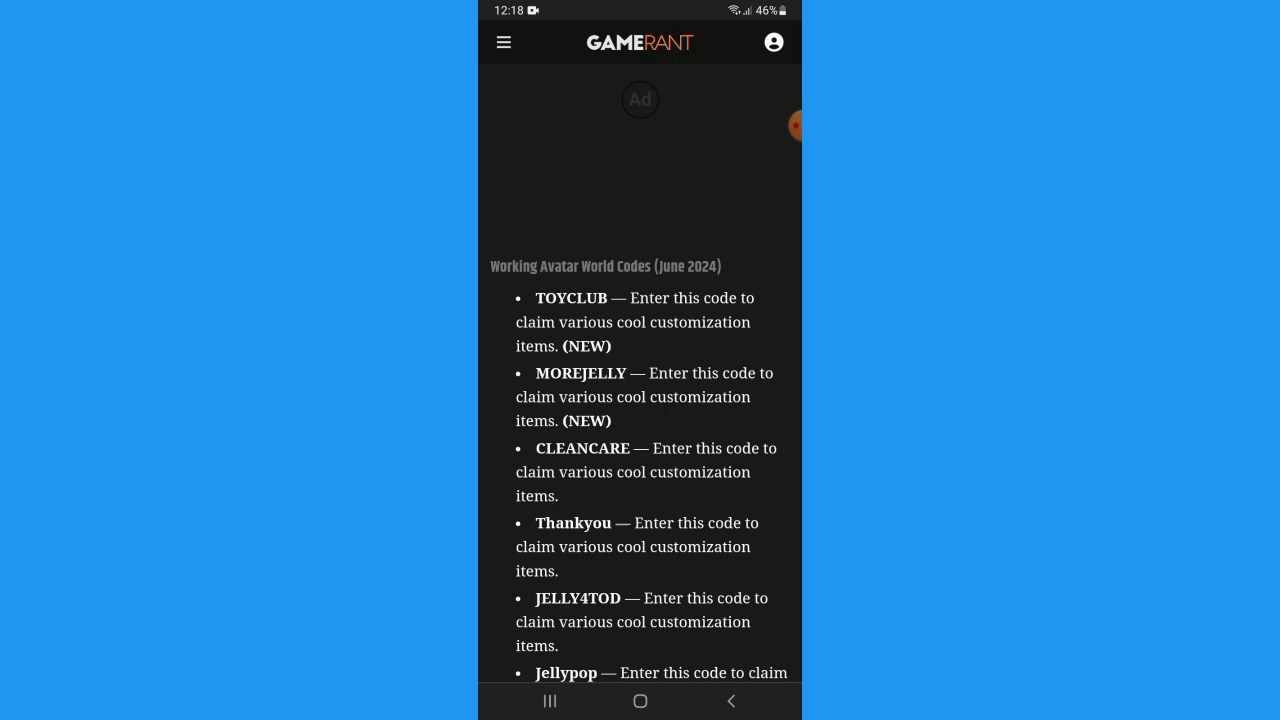 12:18 46%
GAMERANT
Ad
Working Avatar World Codes (June 2024)
• TOYCLUB — Enter this code to
claim various cool customization
items. (NEW)
• MOREJELLY — Enter this code to
claim various cool customization
items. (NEW)
• CLEANCARE — Enter this code to
claim various cool customization
items.
• Thankyou — Enter this code to
claim various cool customization
items.
• JELLY4TOD — Enter this code to
claim various cool customization
items.
• Jellypop — Enter this code to claim